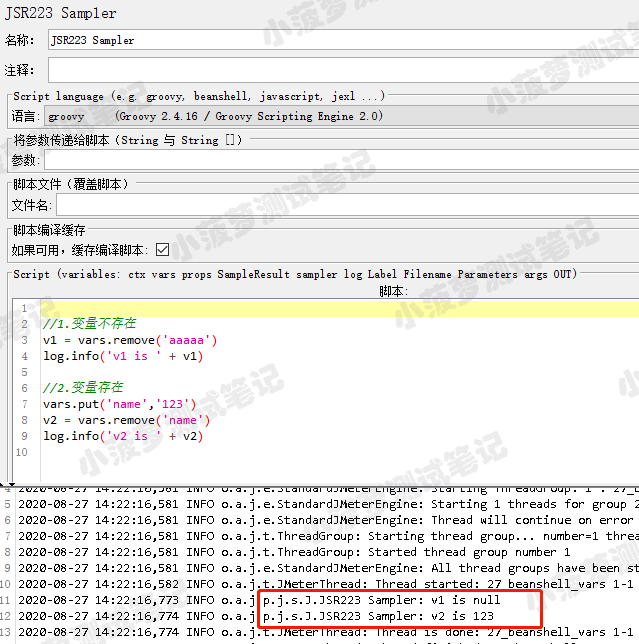 JSR223 Sampler
名称: JSR223 Sampler
注释:
Script language (e.g. groovy, beanshell, javascript, jexl ...)
语言: groovy (Groovy 2.4.16 / Groovy Scripting Engine 2.0)
将参数传递给脚本（String 与 String []）
参数:
脚本文件（覆盖脚本）
文件名:
脚本编译缓存
如果可用，缓存编译脚本:
Script (variables: ctx vars props SampleResult sampler log Label Filename Parameters args OUT)
脚本:
1
2 //1.变量不存在
3 v1 = vars.remove('aaaaa')
4 log.info('v1 is ' + v1)
5
6 //2.变量存在
7 vars.put('name','123')
8 v2 = vars.remove('name')
9 log.info('v2 is ' + v2)
10
4 2020-08-27 14:22:16,581 INFO o.a.j.e.StandardJMeterEngine: Starting ThreadGroup: 1 : 27_b
5 2020-08-27 14:22:16,581 INFO o.a.j.e.StandardJMeterEngine: Starting 1 threads for group 2
6 2020-08-27 14:22:16,581 INFO o.a.j.e.StandardJMeterEngine: Thread will continue on error
7 2020-08-27 14:22:16,581 INFO o.a.j.t.ThreadGroup: Starting thread group... number=1 threa
8 2020-08-27 14:22:16,581 INFO o.a.j.t.ThreadGroup: Started thread group number 1
9 2020-08-27 14:22:16,581 INFO o.a.j.e.StandardJMeterEngine: All thread groups have been st
10 2020-08-27 14:22:16,582 INFO o.a.j.t.JMeterThread: Thread started: 27_beanshell_vars 1-1
11 2020-08-27 14:22:16,773 INFO o.a.j.p.j.s.J.JSR223 Sampler: v1 is null
12 2020-08-27 14:22:16,774 INFO o.a.j.p.j.s.J.JSR223 Sampler: v2 is 123
13 2020-08-27 14:22:16,774 INFO o.a.j.t.JMeterThread: Thread is done: 27_beanshell_vars 1-1
小菠萝测试笔记